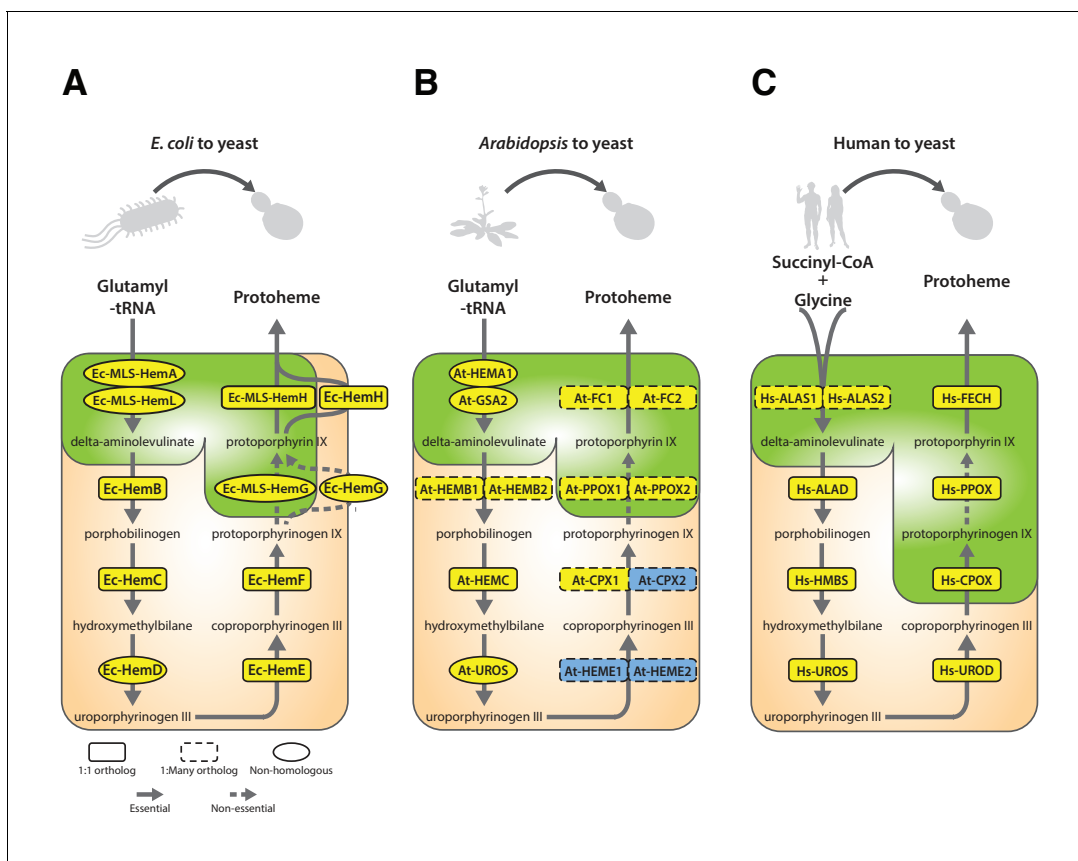 A
E. coli to yeast
Glutamyl
-tRNA
Protoheme
Ec-MLS-HemA
Ec-MLS-HemL
Ec-MLS-HemH
Ec-HemH
delta-aminolevulinate
protoporphyrin IX
Ec-HemB
Ec-MLS-HemG
Ec-HemG
porphobilinogen
protoporphyrinogen IX
Ec-HemC
Ec-HemF
hydroxymethylbilane
coproporphyrinogen III
Ec-HemD
Ec-HemE
uroporphyrinogen III
1:1 ortholog
1:Many ortholog
Non-homologous
Essential
Non-essential
B
Arabidopsis to yeast
Glutamyl
-tRNA
Protoheme
At-HEMA1
At-GSA2
At-FC1
At-FC2
delta-aminolevulinate
protoporphyrin IX
At-HEMB1
At-HEMB2
At-PPOX1
At-PPOX2
porphobilinogen
protoporphyrinogen IX
At-HEMC
At-CPX1
At-CPX2
hydroxymethylbilane
coproporphyrinogen III
At-UROS
At-HEME1
At-HEME2
uroporphyrinogen III
C
Human to yeast
Succinyl-CoA
+
Glycine
Protoheme
Hs-ALAS1
Hs-ALAS2
Hs-FECH
delta-aminolevulinate
protoporphyrin IX
Hs-ALAD
Hs-PPOX
porphobilinogen
protoporphyrinogen IX
Hs-HMBS
Hs-CPOX
hydroxymethylbilane
coproporphyrinogen III
Hs-UROS
Hs-UROD
uroporphyrinogen III